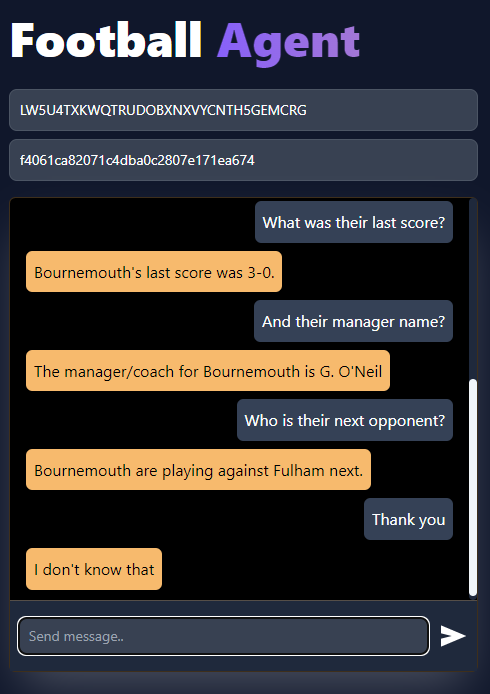 Football Agent
LW5U4TXKWQTRUDOBXNXVYCNTH5GEMCRG
f4061ca82071c4dba0c2807e171ea674
What was their last score?
Bournemouth's last score was 3-0.
And their manager name?
The manager/coach for Bournemouth is G. O'Neil
Who is their next opponent?
Bournemouth are playing against Fulham next.
Thank you
I don't know that
Send message..